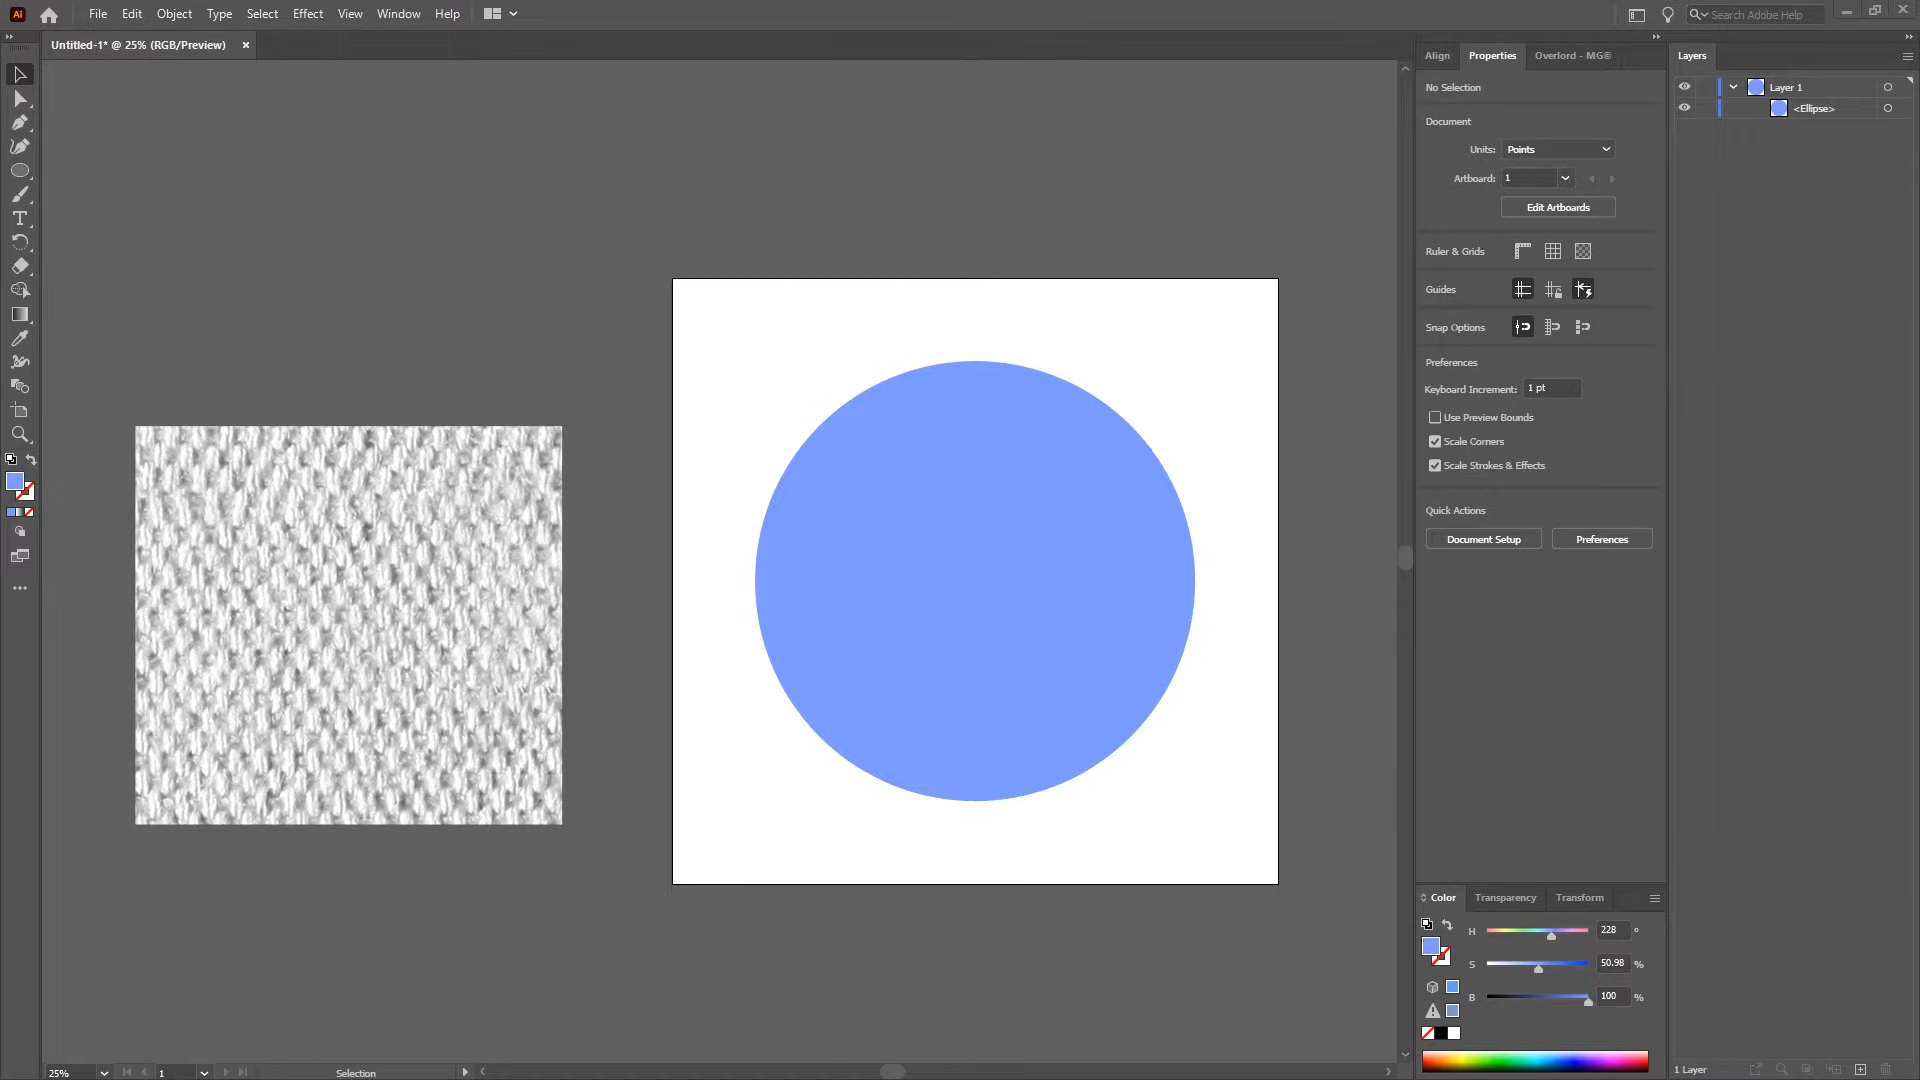 Ai File Edit Object Type Select Effect View Window Help Search Adobe Help
Untitled-1* @ 25% (RGB/Preview) ×
Align Properties Overlord - MG©
No Selection
Document
Units: Points
Artboard: 1
Edit Artboards
Ruler & Grids
Guides
Snap Options
Preferences
Keyboard Increment: 1 pt
Use Preview Bounds
Scale Corners
Scale Strokes & Effects
Quick Actions
Document Setup Preferences
Color Transparency Transform
H 228 °
S 50.98 %
B 100 %
Layers
Layer 1
<Ellipse>
1 Layer
25% 1 Selection